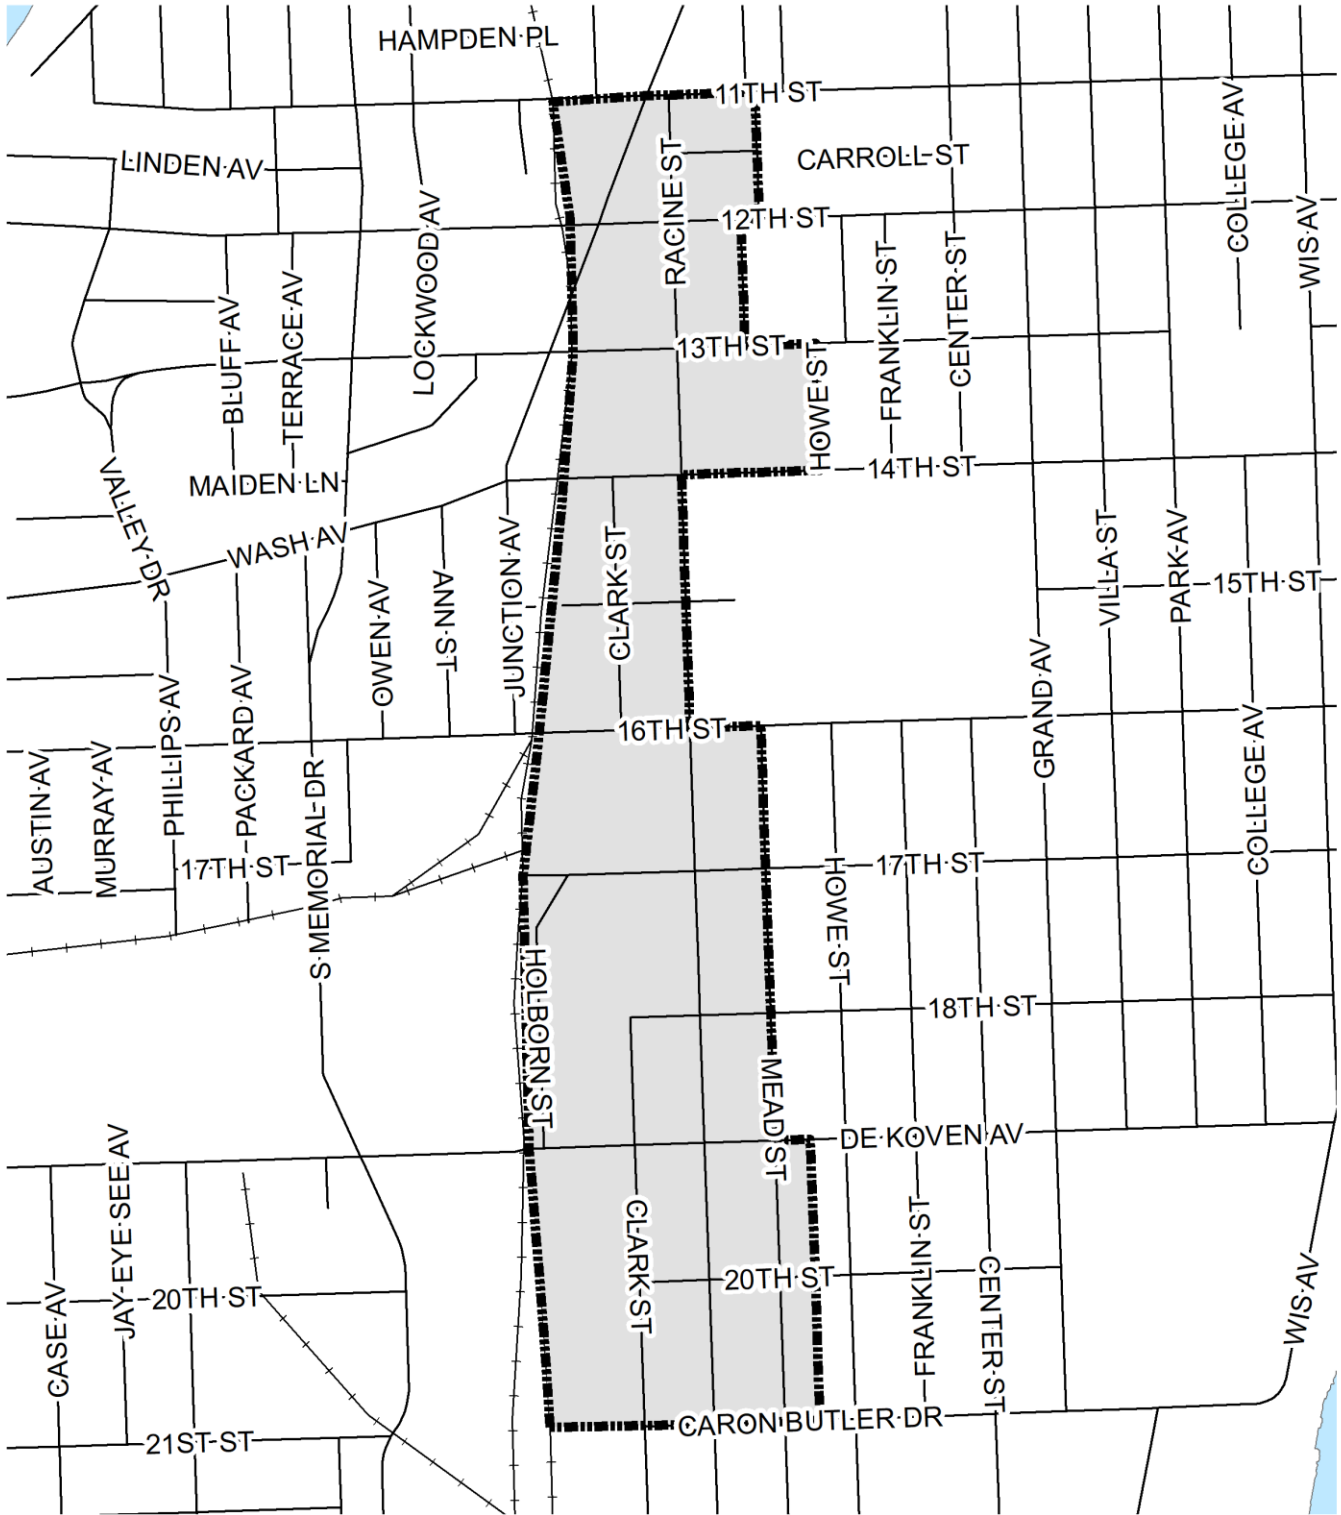 HAMPDEN PL
11TH ST
COLLEGE AV
LINDEN AV
RACINE ST
CARROLL ST
LOCKWOOD AV
12TH ST
WIS AV
BLUFF AV
TERRACE AV
FRANKLIN ST
CENTER ST
13TH ST
HOWE ST
MAIDEN LN
14TH ST
VALLEY DR
WASH AV
OWEN AV
ANN ST
JUNCTION AV
CLARK ST
VILLA ST
PARK AV
15TH ST
GRAND AV
16TH ST
AUSTIN AV
MURRAY AV
PHILLIPS AV
PACKARD AV
S MEMORIAL DR
COLLEGE AV
17TH ST
17TH ST
HOWE ST
HOLBORN ST
18TH ST
MEAD ST
DE KOVEN AV
JAY-EYE-SEE AV
CASE AV
20TH ST
CLARK ST
20TH ST
FRANKLIN ST
CENTER ST
WIS AV
21ST ST
CARON BUTLER DR